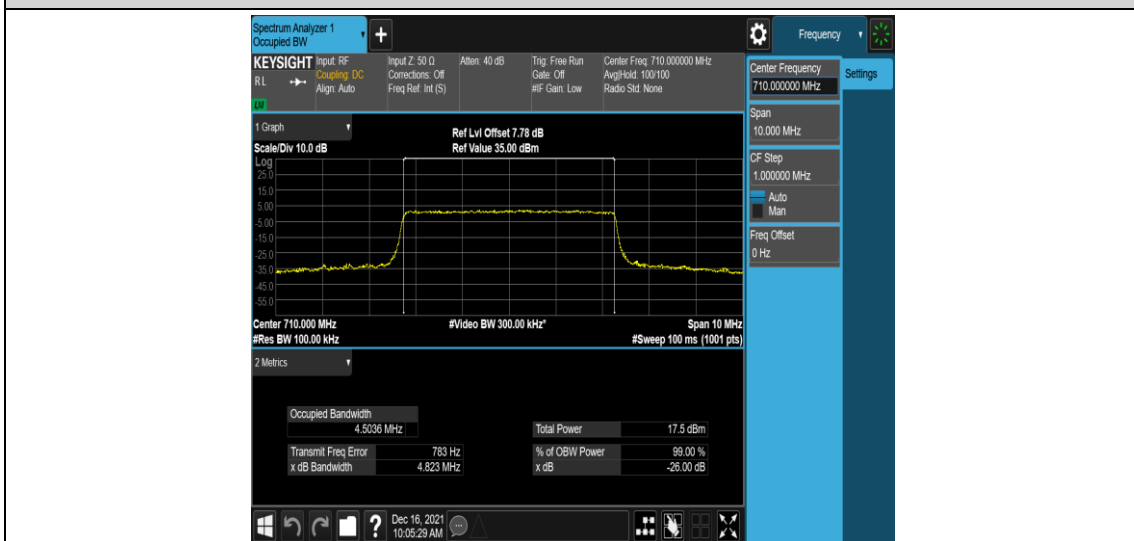 Spectrum Analyzer 1
Occupied BW
Frequency
KEYSIGHT
Input: RF
Input Z: 50 Ω
Atten: 40 dB
Trig: Free Run
Center Freq: 710.000000 MHz
RL
Coupling: DC
Corrections: Off
Gate: Off
Avg|Hold: 100/100
Align: Auto
Freq Ref: Int (S)
#IF Gain: Low
Radio Std: None
Center Frequency
710.000000 MHz
Settings
Span
10.000 MHz
CF Step
1.000000 MHz
Auto
Man
Freq Offset
0 Hz
1 Graph
Ref Lvl Offset 7.78 dB
Scale/Div 10.0 dB
Ref Value 35.00 dBm
Log
25.0
15.0
5.00
-5.00
-15.0
-25.0
-35.0
-45.0
-55.0
Center 710.000 MHz
#Video BW 300.00 kHz*
Span 10 MHz
#Res BW 100.00 kHz
#Sweep 100 ms (1001 pts)
2 Metrics
Occupied Bandwidth
4.5036 MHz
Total Power 17.5 dBm
Transmit Freq Error 783 Hz
% of OBW Power 99.00 %
x dB Bandwidth 4.823 MHz
x dB -26.00 dB
Dec 16, 2021
10:05:29 AM